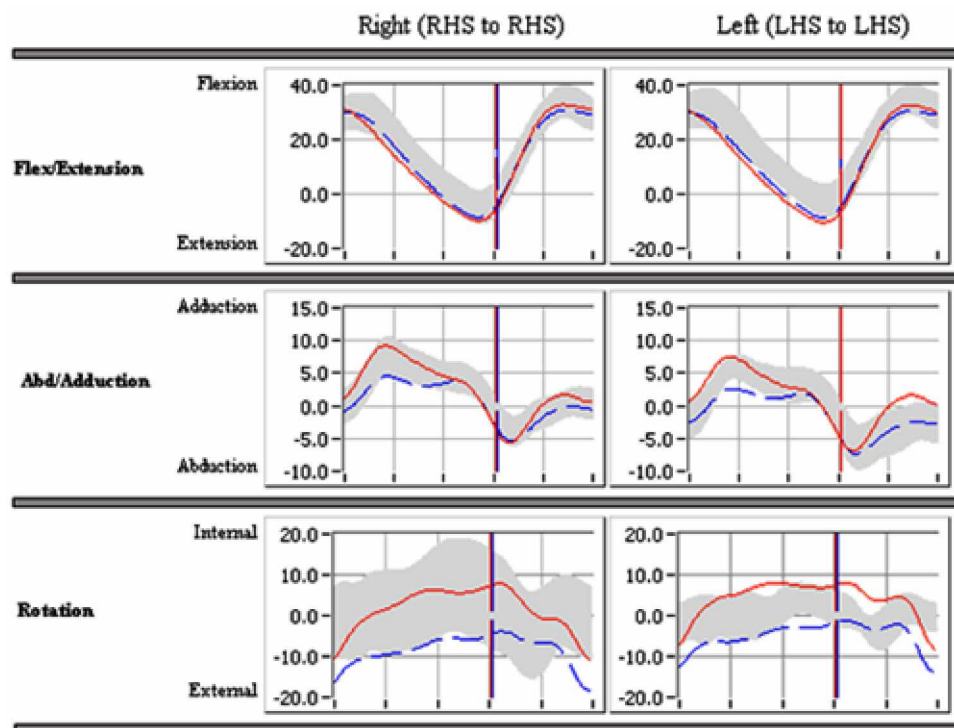 Right (RHS to RHS) Left (LHS to LHS)
Flexion 40.0 40.0
20.0 20.0
Flex/Extension
0.0 0.0
Extension -20.0 -20.0
Adduction 15.0 15.0
10.0 10.0
Abd/Adduction 5.0 5.0
0.0 0.0
-5.0 -5.0
Abduction -10.0 -10.0
Internal 20.0 20.0
10.0 10.0
Rotation 0.0 0.0
-10.0 -10.0
External -20.0 -20.0